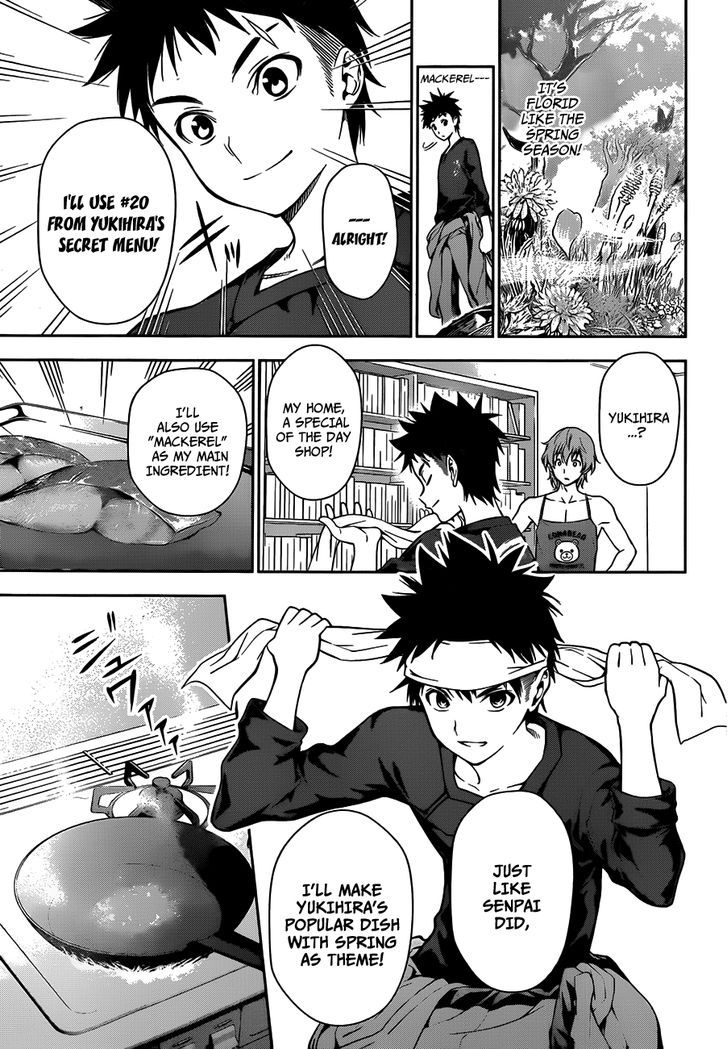 IT'S
FLORID
LIKE THE
SPRING
SEASON!
MACKEREL---
---
ALRIGHT!
I'LL USE #20
FROM YUKIHIRA'S
SECRET MENU!
YUKIHIRA
...?
MY HOME,
A SPECIAL
OF THE DAY
SHOP!
I'LL
ALSO USE
"MACKEREL"
AS MY MAIN
INGREDIENT!
JUST
LIKE
SENPAI
DID,
I'LL MAKE
YUKIHIRA'S
POPULAR DISH
WITH SPRING
AS THEME!